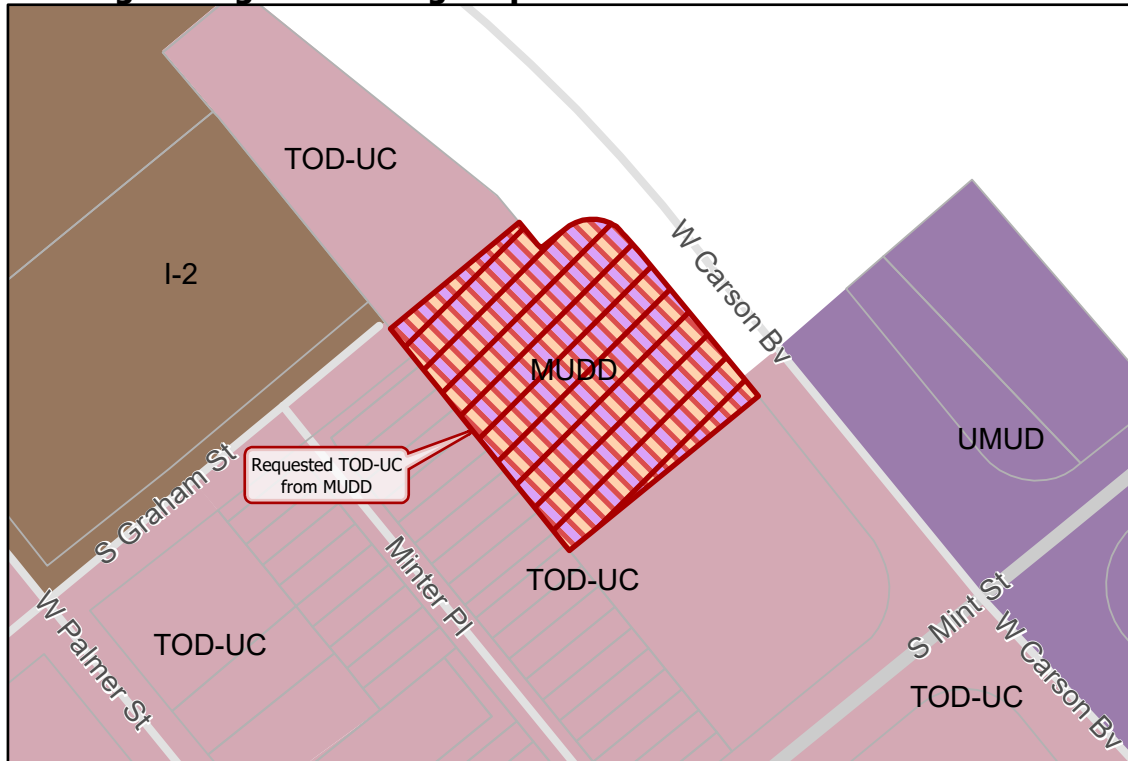 TOD-UC
W Carson Bv
I-2
MUDD
UMUD
Requested TOD-UC
from MUDD
S Graham St
Minter Pl
TOD-UC
W Palmer St
TOD-UC
S Mint St
W Carson Bv
TOD-UC